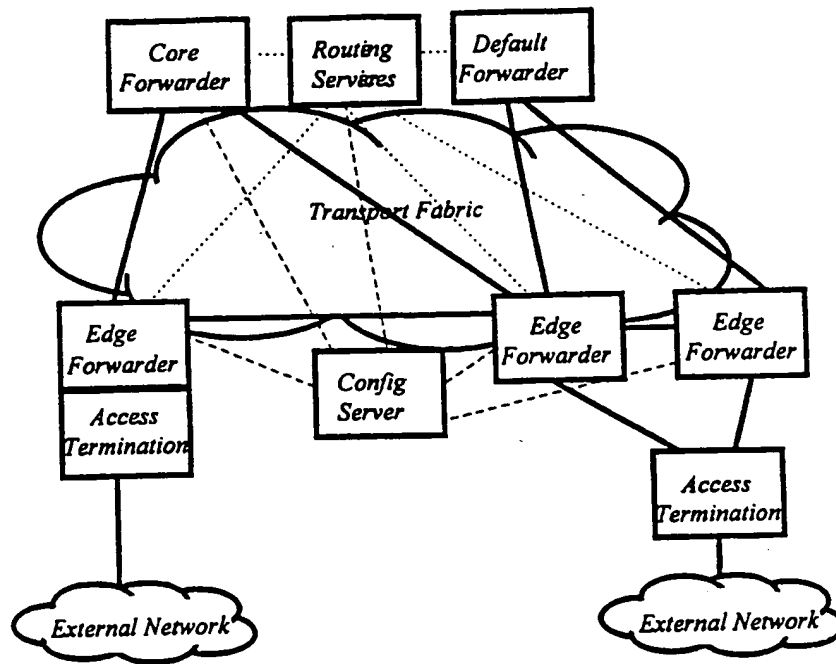 Core
Forwarder
Routing
Services
Default
Forwarder
Transport Fabric
Edge
Forwarder
Edge
Forwarder
Edge
Forwarder
Config
Server
Access
Termination
Access
Termination
External Network
External Network